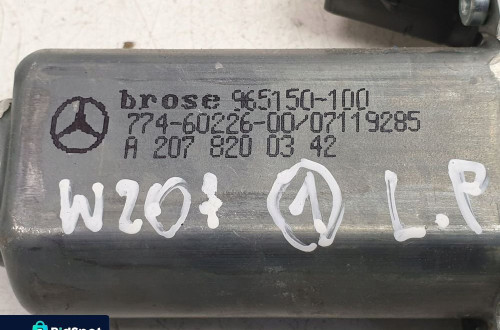 brose 965150-100
774-60226-00/07119285
A 207 820 03 42
W207 1 L.P